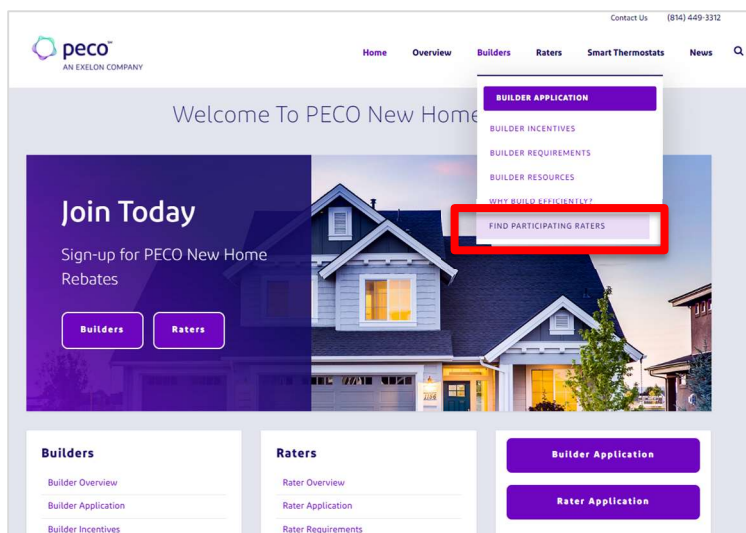 Contact Us (814) 449-3312
peco™
AN EXELON COMPANY
Home Overview Builders Raters Smart Thermostats News
BUILDER APPLICATION
BUILDER INCENTIVES
BUILDER REQUIREMENTS
BUILDER RESOURCES
WHY BUILD EFFICIENTLY?
FIND PARTICIPATING RATERS
Welcome To PECO New Home
Join Today
Sign-up for PECO New Home
Rebates
Builders Raters
Builders
Builder Overview
Builder Application
Builder Incentives
Raters
Rater Overview
Rater Application
Rater Requirements
Builder Application
Rater Application